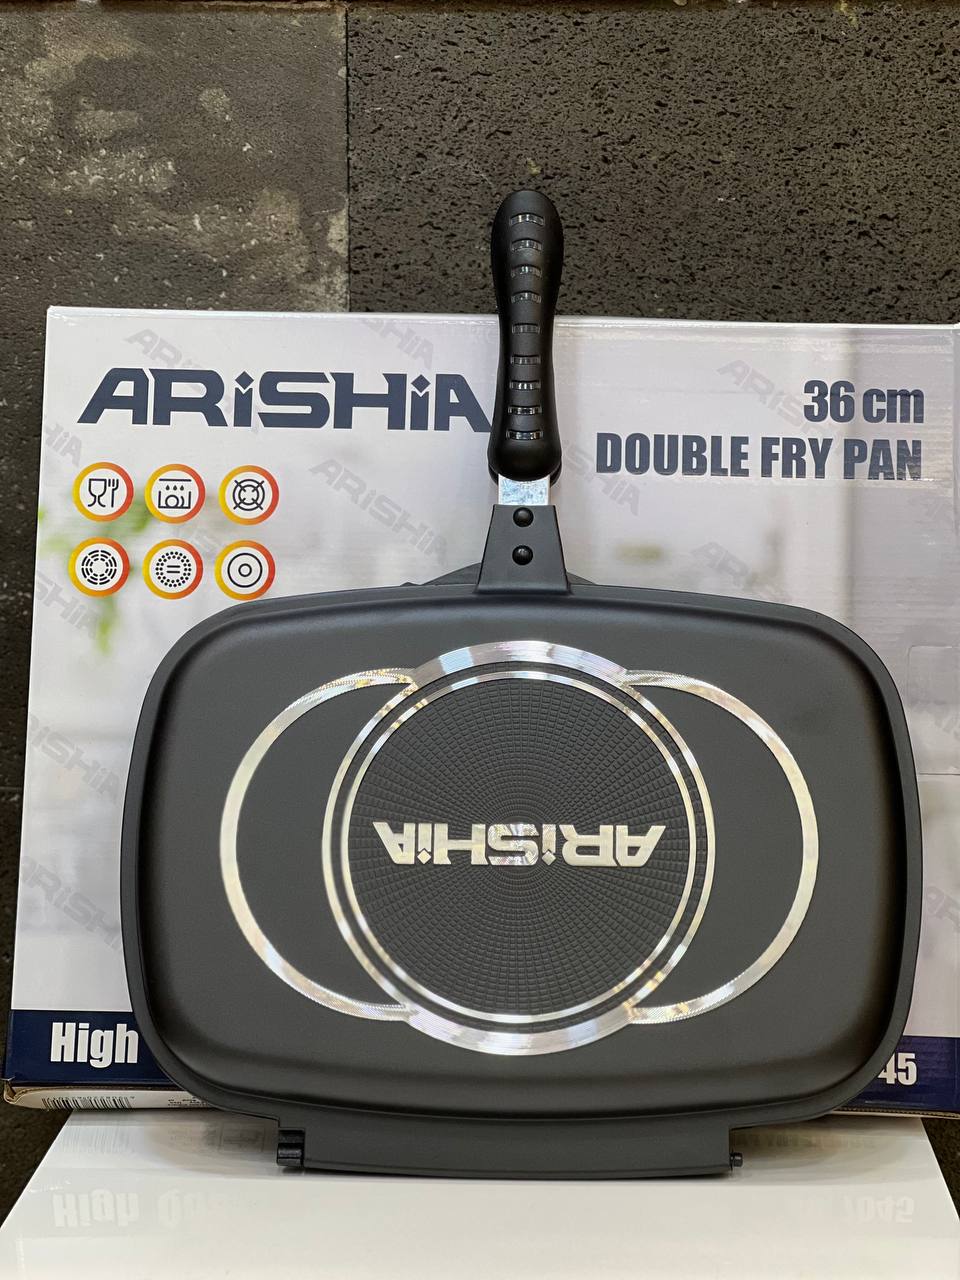 ARiSHiA
36 cm
DOUBLE FRY PAN
ARiSHiA
High
45